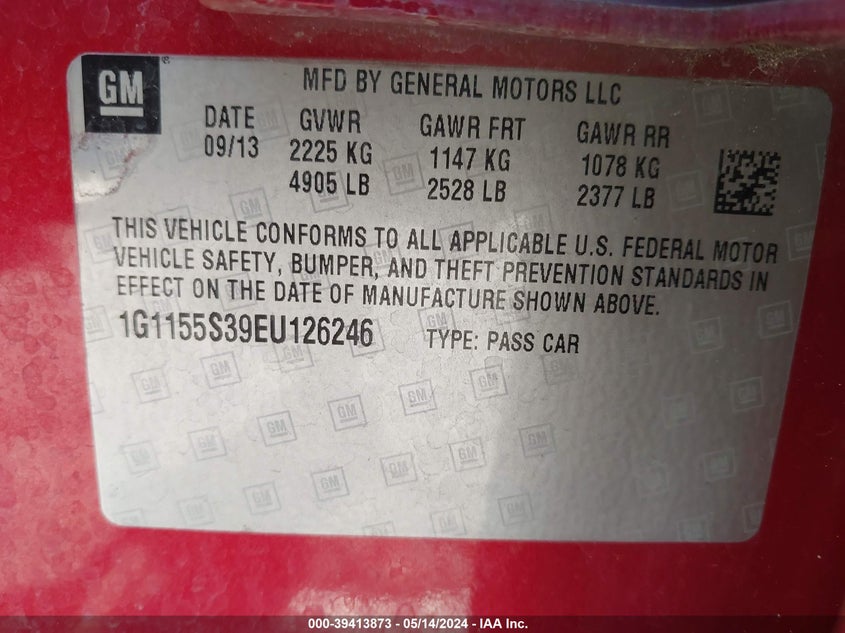 GM
MFD BY GENERAL MOTORS LLC
DATE GVWR GAWR FRT GAWR RR
09/13 2225 KG 1147 KG 1078 KG
4905 LB 2528 LB 2377 LB
THIS VEHICLE CONFORMS TO ALL APPLICABLE U.S. FEDERAL MOTOR
VEHICLE SAFETY, BUMPER, AND THEFT PREVENTION STANDARDS IN
EFFECT ON THE DATE OF MANUFACTURE SHOWN ABOVE.
1G1155S39EU126246 TYPE: PASS CAR
000-39413873 - 05/14/2024 - IAA Inc.